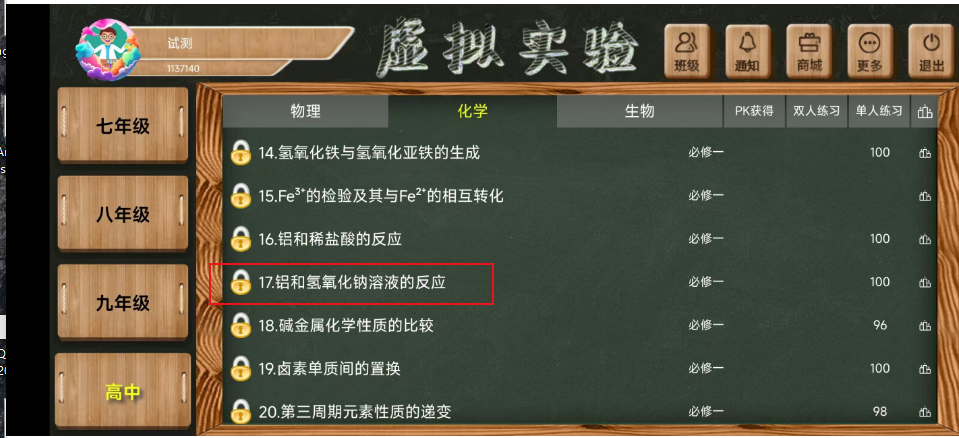 试测
1137140
虚拟实验
班级
通知
商城
更多
退出
七年级
八年级
九年级
高中
物理 化学 生物 PK获得 双人练习 单人练习
14.氢氧化铁与氢氧化亚铁的生成 必修一 100
15.Fe³⁺的检验及其与Fe²⁺的相互转化 必修一
16.铝和稀盐酸的反应 必修一 100
17.铝和氢氧化钠溶液的反应 必修一 100
18.碱金属化学性质的比较 必修一 96
19.卤素单质间的置换 必修一 100
20.第三周期元素性质的递变 必修一 98